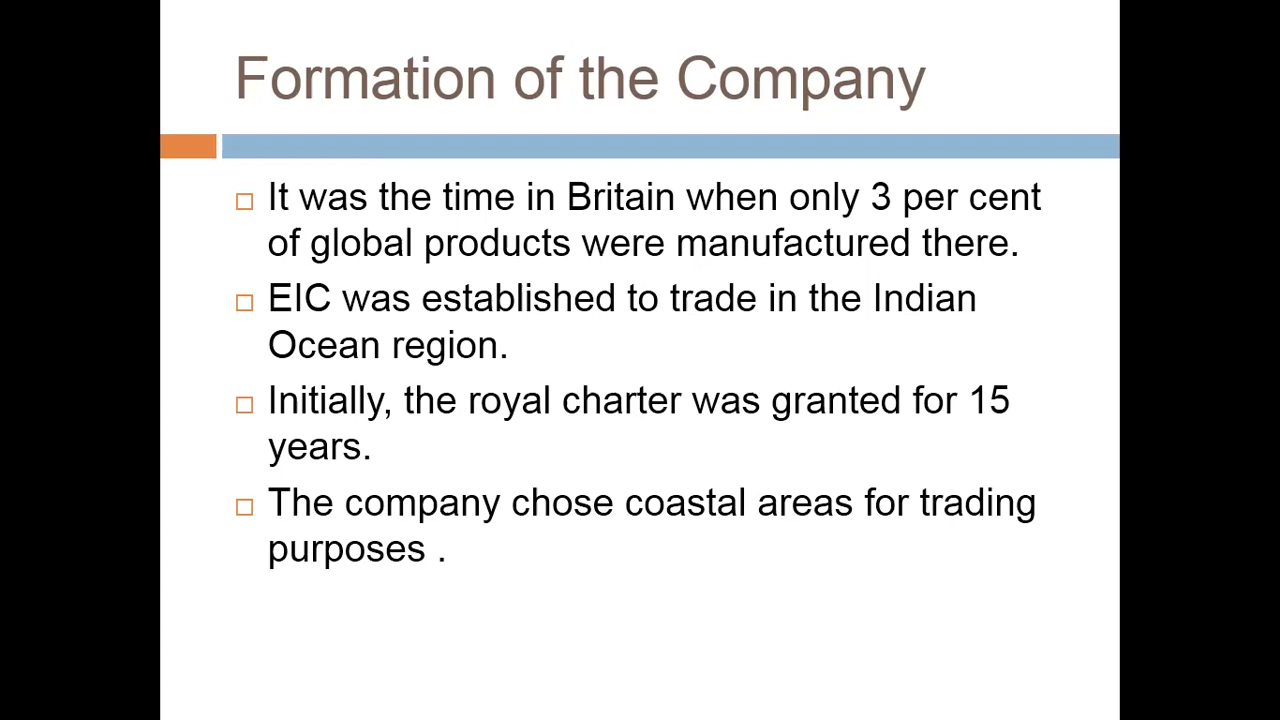 Formation of the Company
It was the time in Britain when only 3 per cent
of global products were manufactured there.
EIC was established to trade in the Indian
Ocean region.
Initially, the royal charter was granted for 15
years.
The company chose coastal areas for trading
purposes .